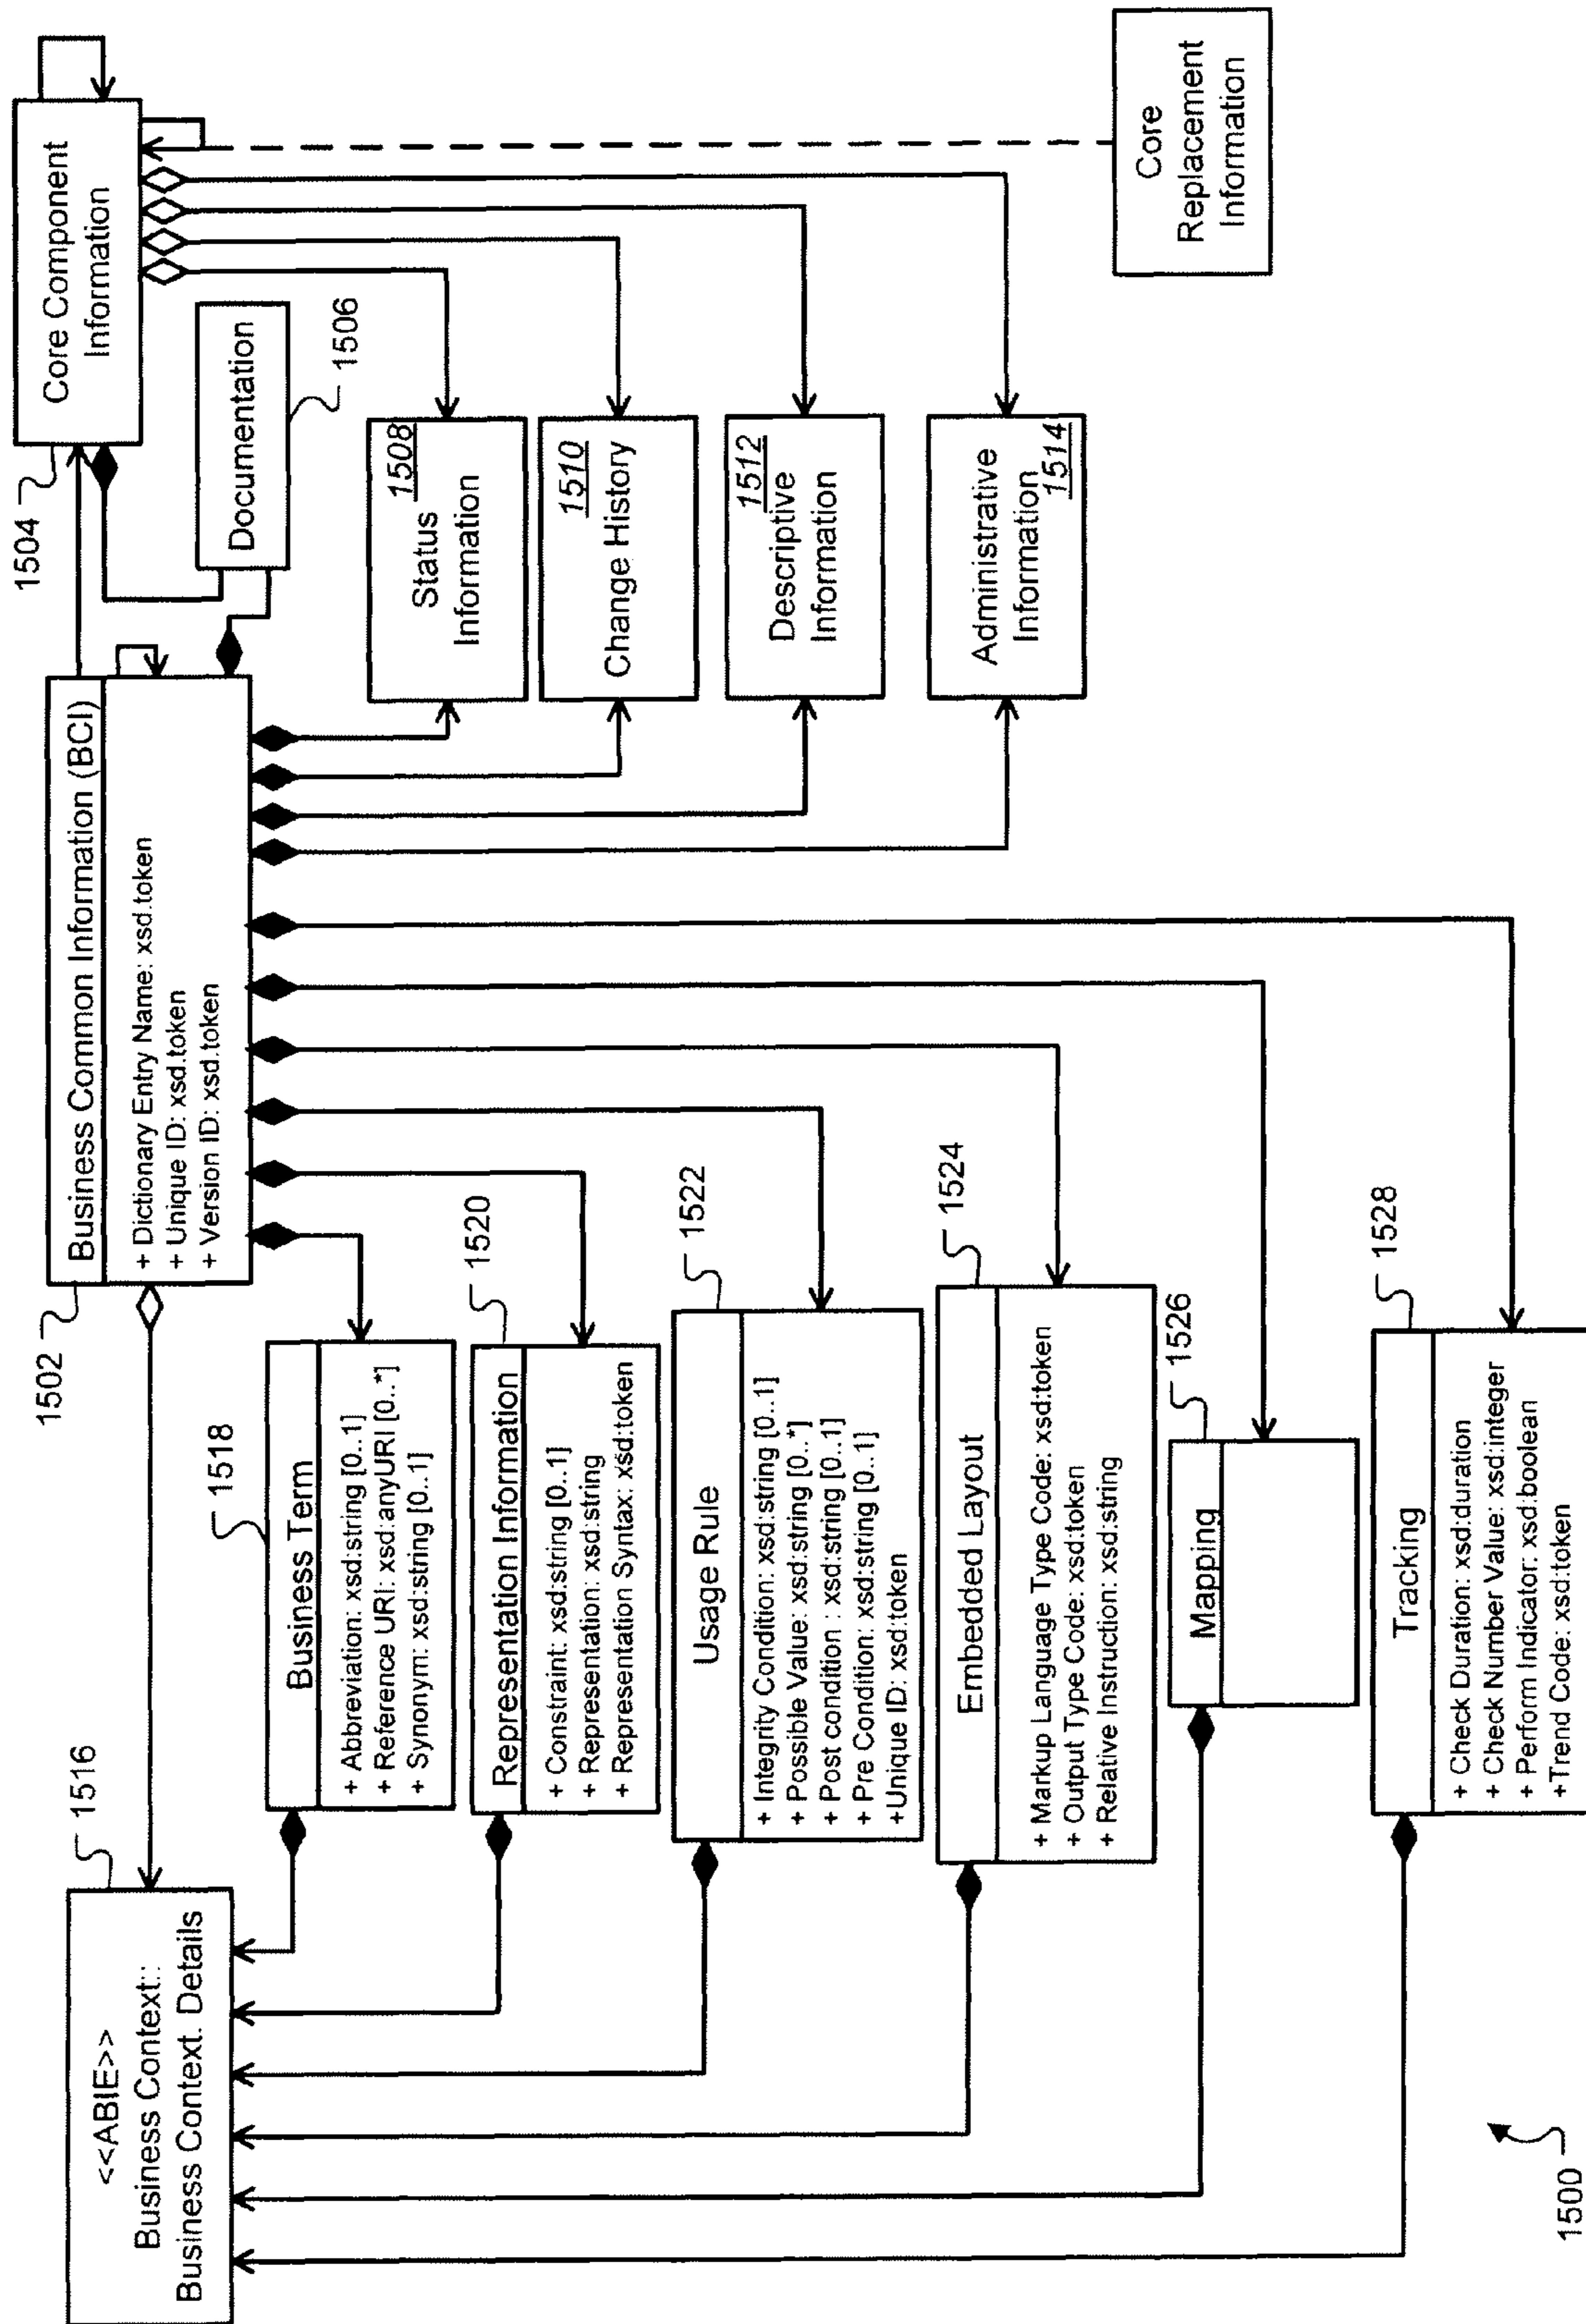 1516
<<ABIE>>
Business Context::
Business Context. Details
1502
Business Common Information (BCI)
+ Dictionary Entry Name: xsd.token
+ Unique ID: xsd.token
+ Version ID: xsd.token
1504
Core Component
Information
Documentation
1506
1508
Status
Information
1510
Change History
1512
Descriptive
Information
Administrative
Information
1514
Core
Replacement
Information
1518
Business Term
+ Abbreviation: xsd:string [0..1]
+ Reference URI: xsd:anyURI [0..*]
+ Synonym: xsd:string [0..1]
1520
Representation Information
+ Constraint: xsd:string [0..1]
+ Representation: xsd:string
+ Representation Syntax: xsd:token
1522
Usage Rule
+ Integrity Condition: xsd:string [0..1]
+ Possible Value: xsd:string [0..*]
+ Post condition : xsd:string [0..1]
+ Pre Condition: xsd:string [0..1]
+Unique ID: xsd:token
1524
Embedded Layout
+ Markup Language Type Code: xsd:token
+ Output Type Code: xsd:token
+ Relative Instruction: xsd:string
1526
Mapping
1528
Tracking
+ Check Duration: xsd:duration
+ Check Number Value: xsd:integer
+ Perform Indicator: xsd:boolean
+Trend Code: xsd:token
1500